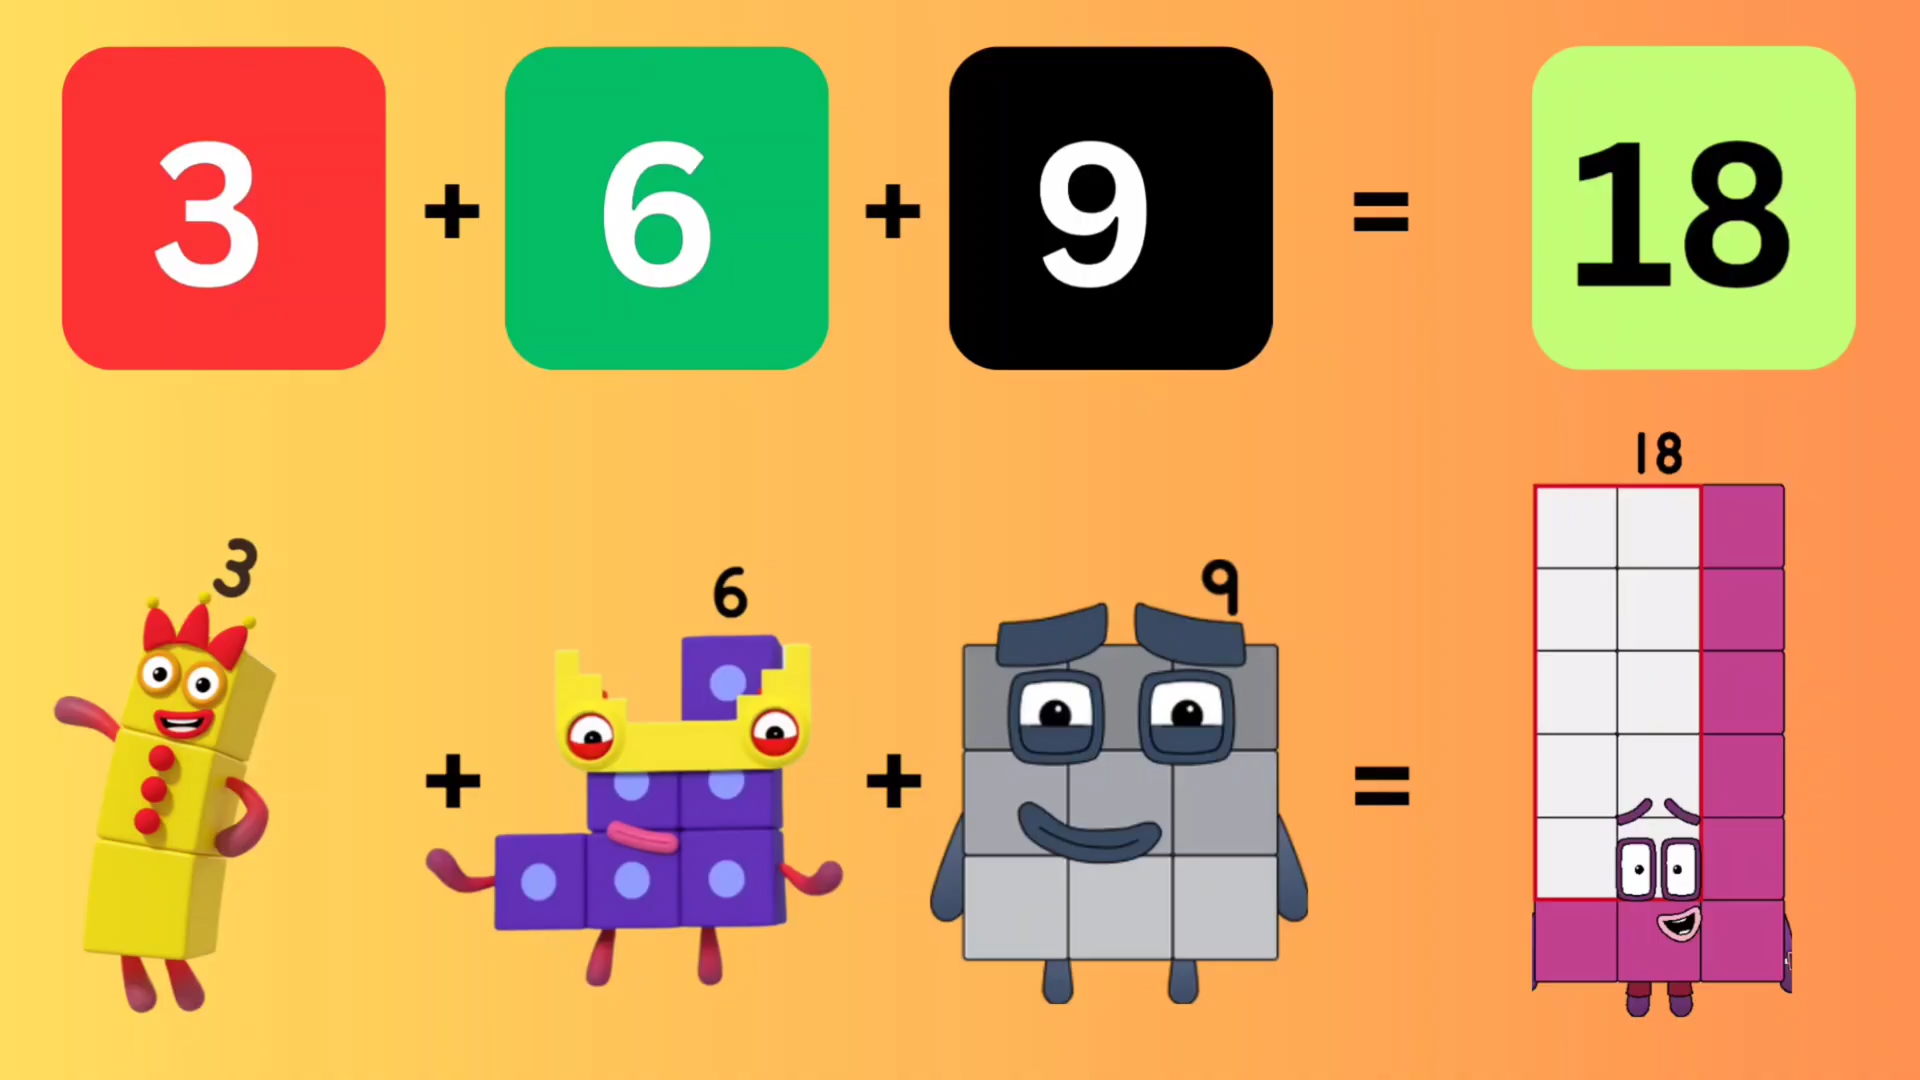 3 + 6 + 9 = 18
3 6 9 18
+ + =